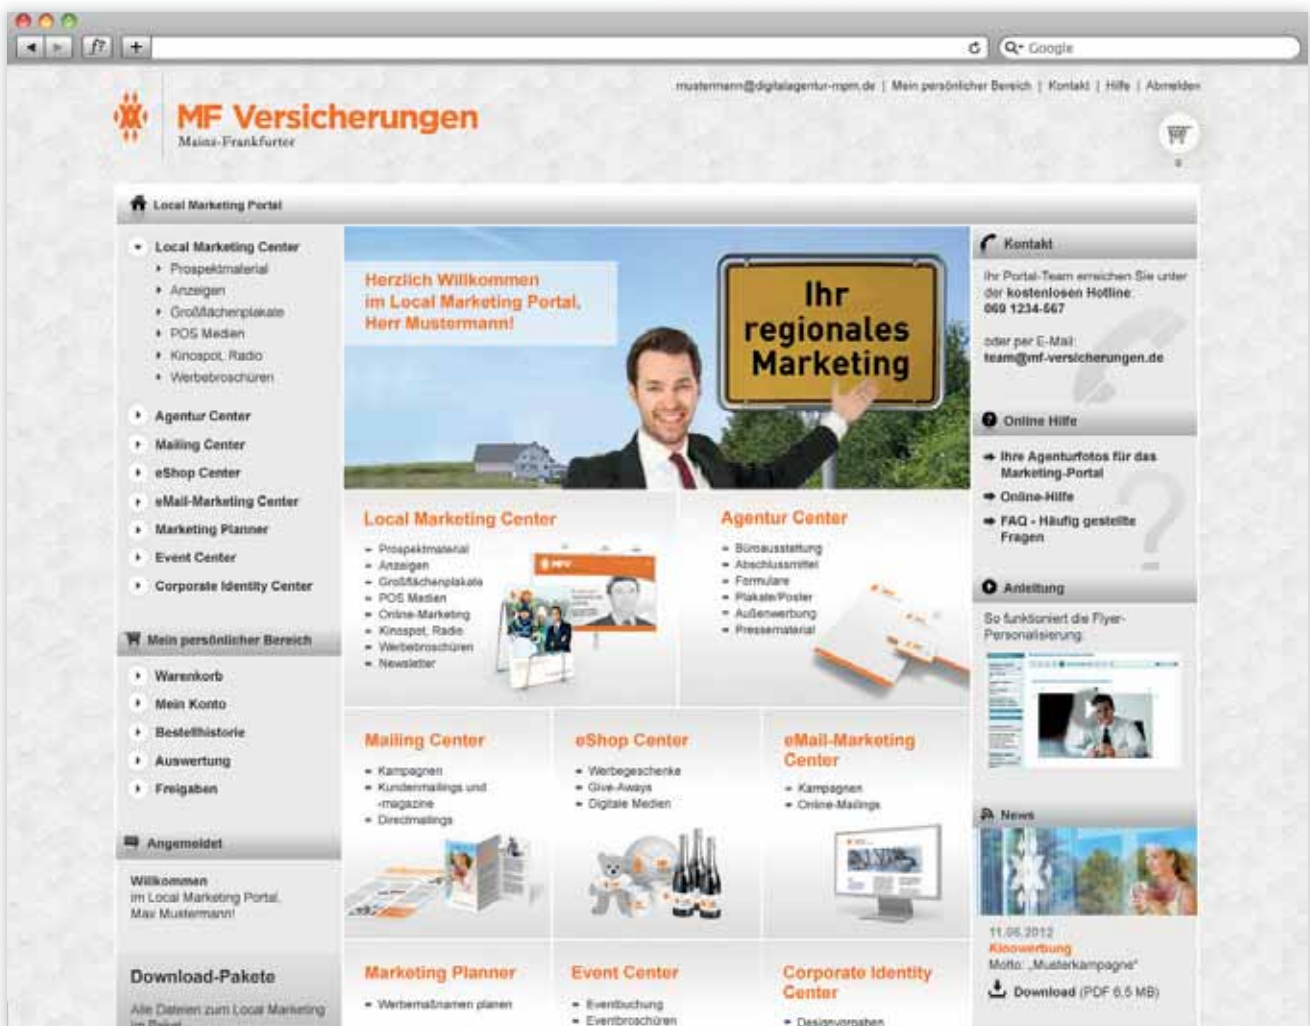 Google
mustermann@digitalagentur-mpm.de | Mein persönlicher Bereich | Kontakt | Hilfe | Abmelden
MF Versicherungen
Mainz-Frankfurter
0
Local Marketing Portal
Local Marketing Center
Prospektmaterial
Anzeigen
Großflächenplakate
POS Medien
Kinospot, Radio
Werbebroschüren
Agentur Center
Mailing Center
eShop Center
eMail-Marketing Center
Marketing Planner
Event Center
Corporate Identity Center
Mein persönlicher Bereich
Warenkorb
Mein Konto
Bestellhistorie
Auswertung
Freigaben
Angemeldet
Willkommen
im Local Marketing Portal,
Max Mustermann!
Download-Pakete
Alle Dateien zum Local Marketing
im Paket
Herzlich Willkommen
im Local Marketing Portal,
Herr Mustermann!
Ihr
regionales
Marketing
Local Marketing Center
Prospektmaterial
Anzeigen
Großflächenplakate
POS Medien
Online-Marketing
Kinospot, Radio
Werbebroschüren
Newsletter
MFV
Agentur Center
Büroausstattung
Abschlussmittel
Formulare
Plakate/Poster
Außenwerbung
Pressematerial
Mailing Center
Kampagnen
Kundenmailings und
-magazine
Directmailings
eShop Center
Werbegeschenke
Give-Aways
Digitale Medien
eMail-Marketing
Center
Kampagnen
Online-Mailings
Marketing Planner
Werbemaßnamen planen
Event Center
Eventbuchung
Eventbroschüren
Corporate Identity
Center
Designvorgaben
Kontakt
Ihr Portal-Team erreichen Sie unter
der kostenlosen Hotline:
069 1234-567
oder per E-Mail:
team@mf-versicherungen.de
Online Hilfe
Ihre Agenturfotos für das
Marketing-Portal
Online-Hilfe
FAQ - Häufig gestellte
Fragen
Anleitung
So funktioniert die Flyer-
Personalisierung:
News
11.06.2012
Kinowerbung
Motto: „Musterkampagne"
Download (PDF 6,5 MB)